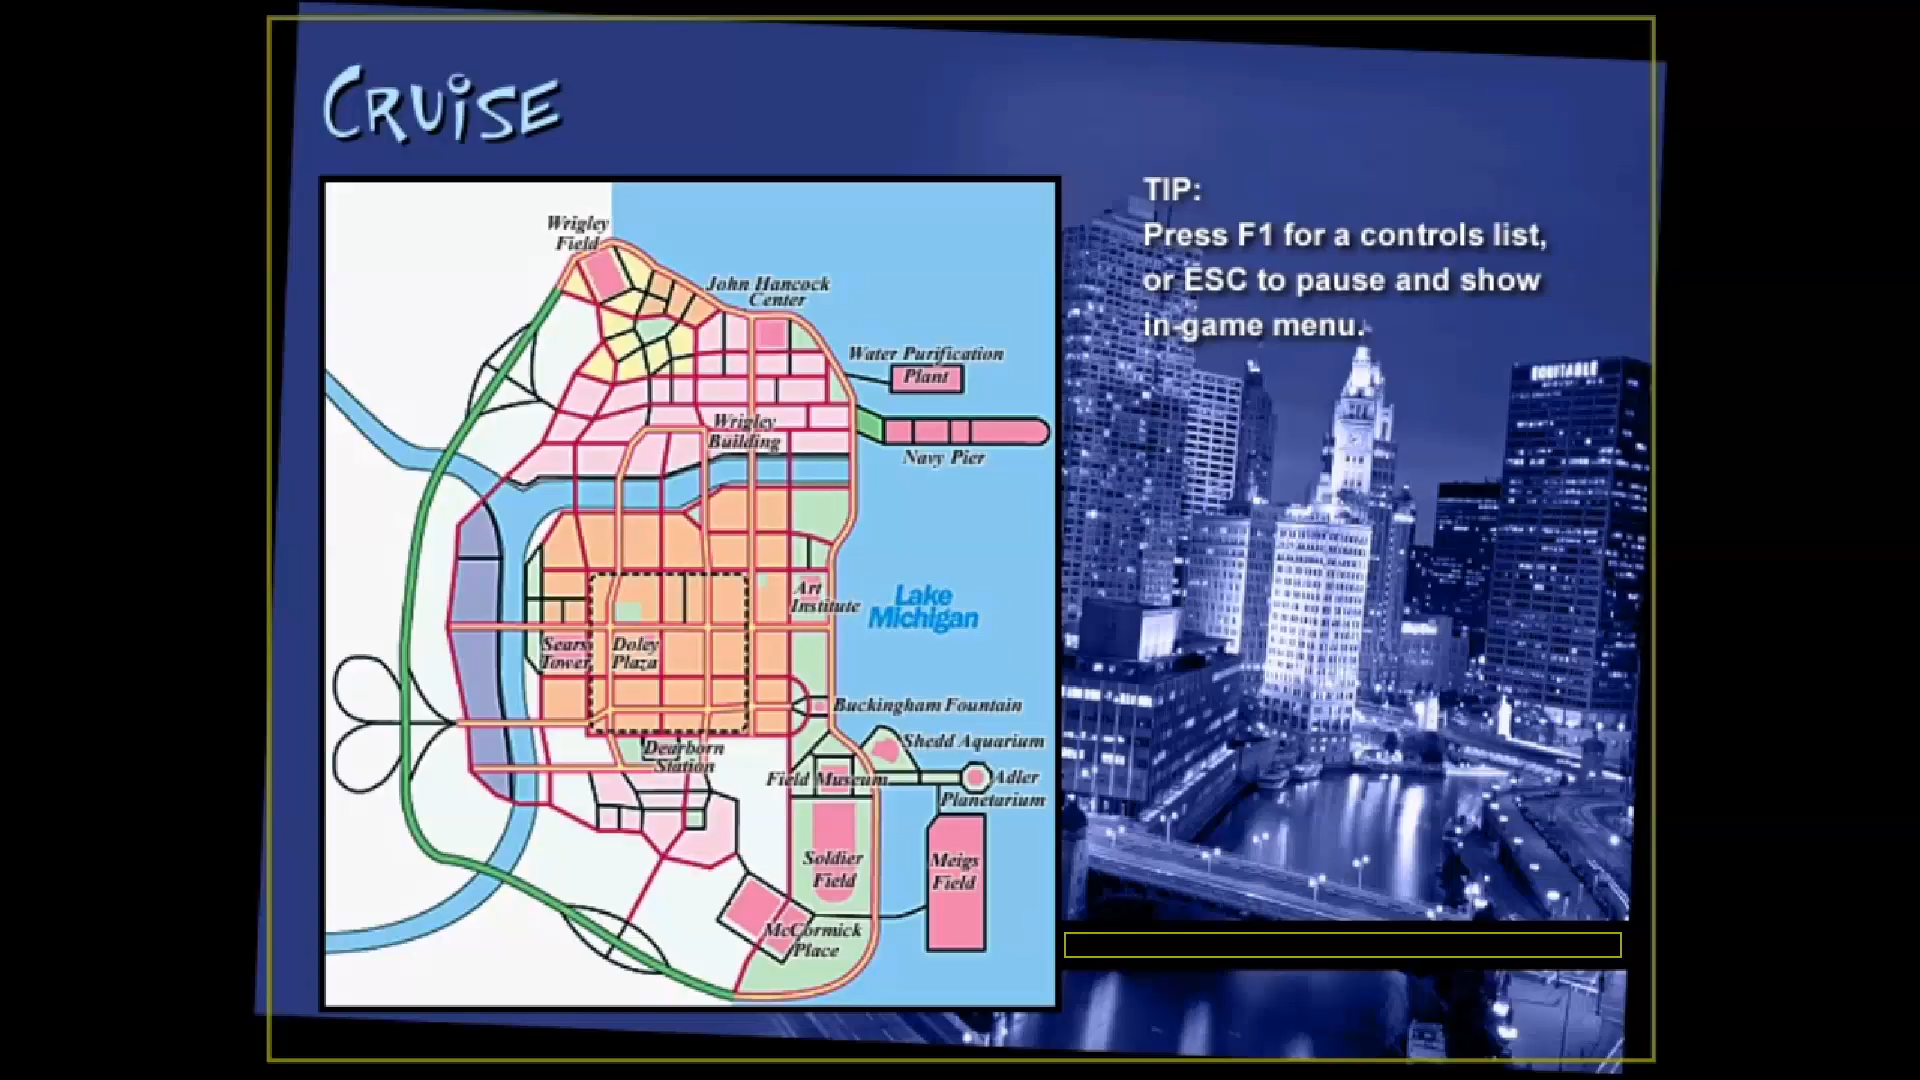 CRUiSE
TIP:
Press F1 for a controls list,
or ESC to pause and show
in-game menu.
Wrigley
Field
John Hancock
Center
Water Purification
Plant
Wrigley
Building
Navy Pier
Art
Institute
Lake
Michigan
Sears
Tower
Doley
Plaza
Buckingham Fountain
Shedd Aquarium
Dearborn
Station
Field Museum
Adler
Planetarium
Soldier
Field
Meigs
Field
McCormick
Place
EQUITABLE